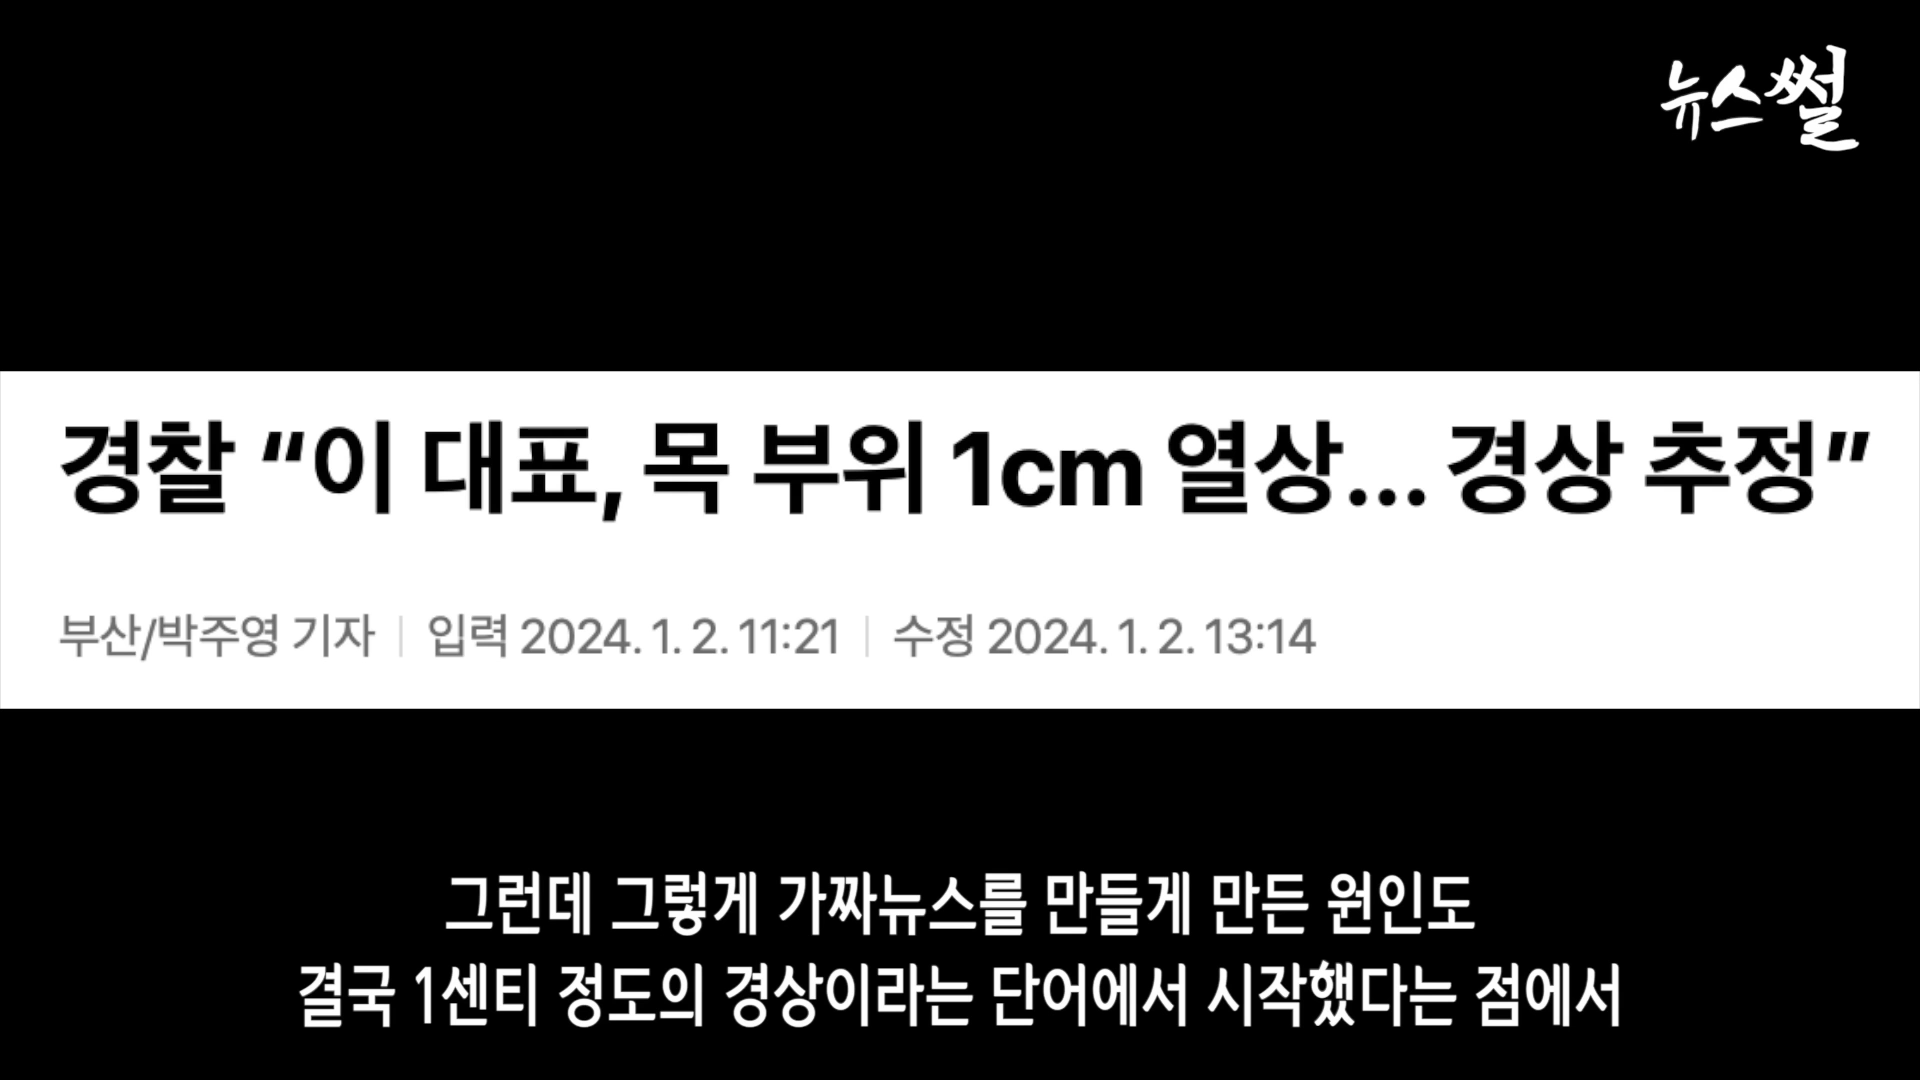 뉴스썰
경찰 “이 대표, 목 부위 1cm 열상... 경상 추정”
부산/박주영 기자 | 입력 2024. 1. 2. 11:21 | 수정 2024. 1. 2. 13:14
그런데 그렇게 가짜뉴스를 만들게 만든 원인도
결국 1센티 정도의 경상이라는 단어에서 시작했다는 점에서